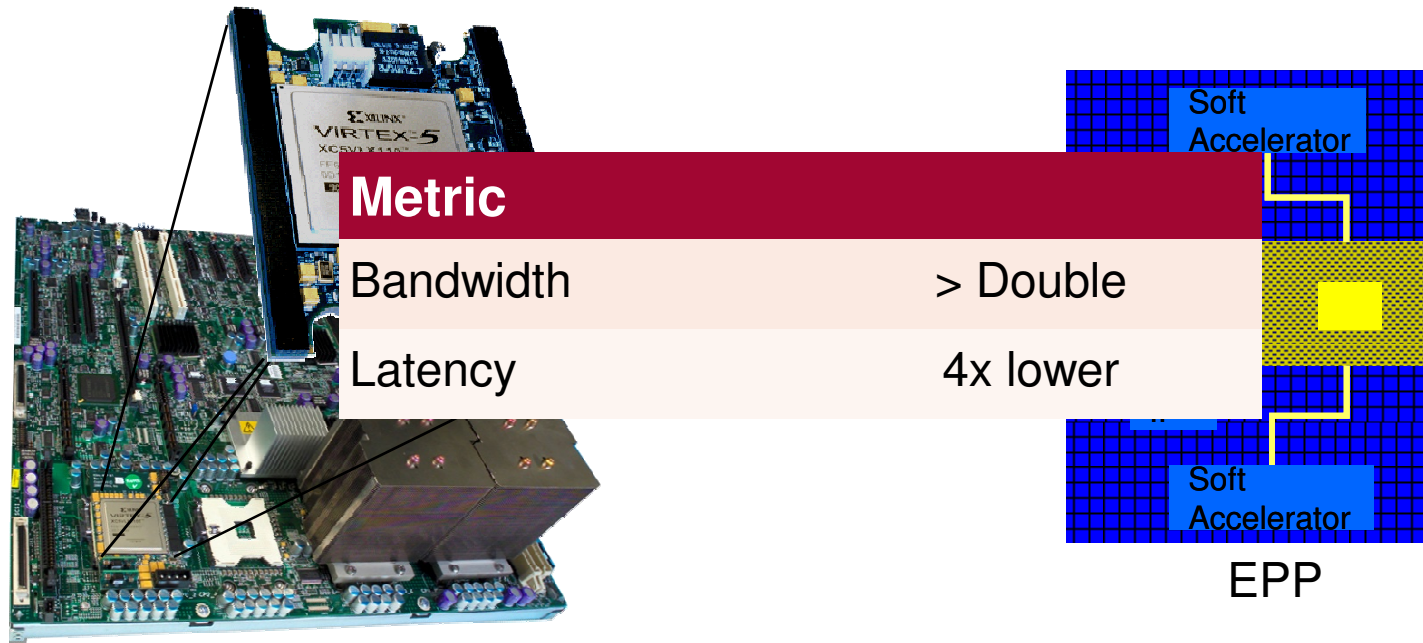 XILINX
VIRTEX-5
Metric
Bandwidth
> Double
Latency
4x lower
Soft
Accelerator
Soft
Accelerator
EPP